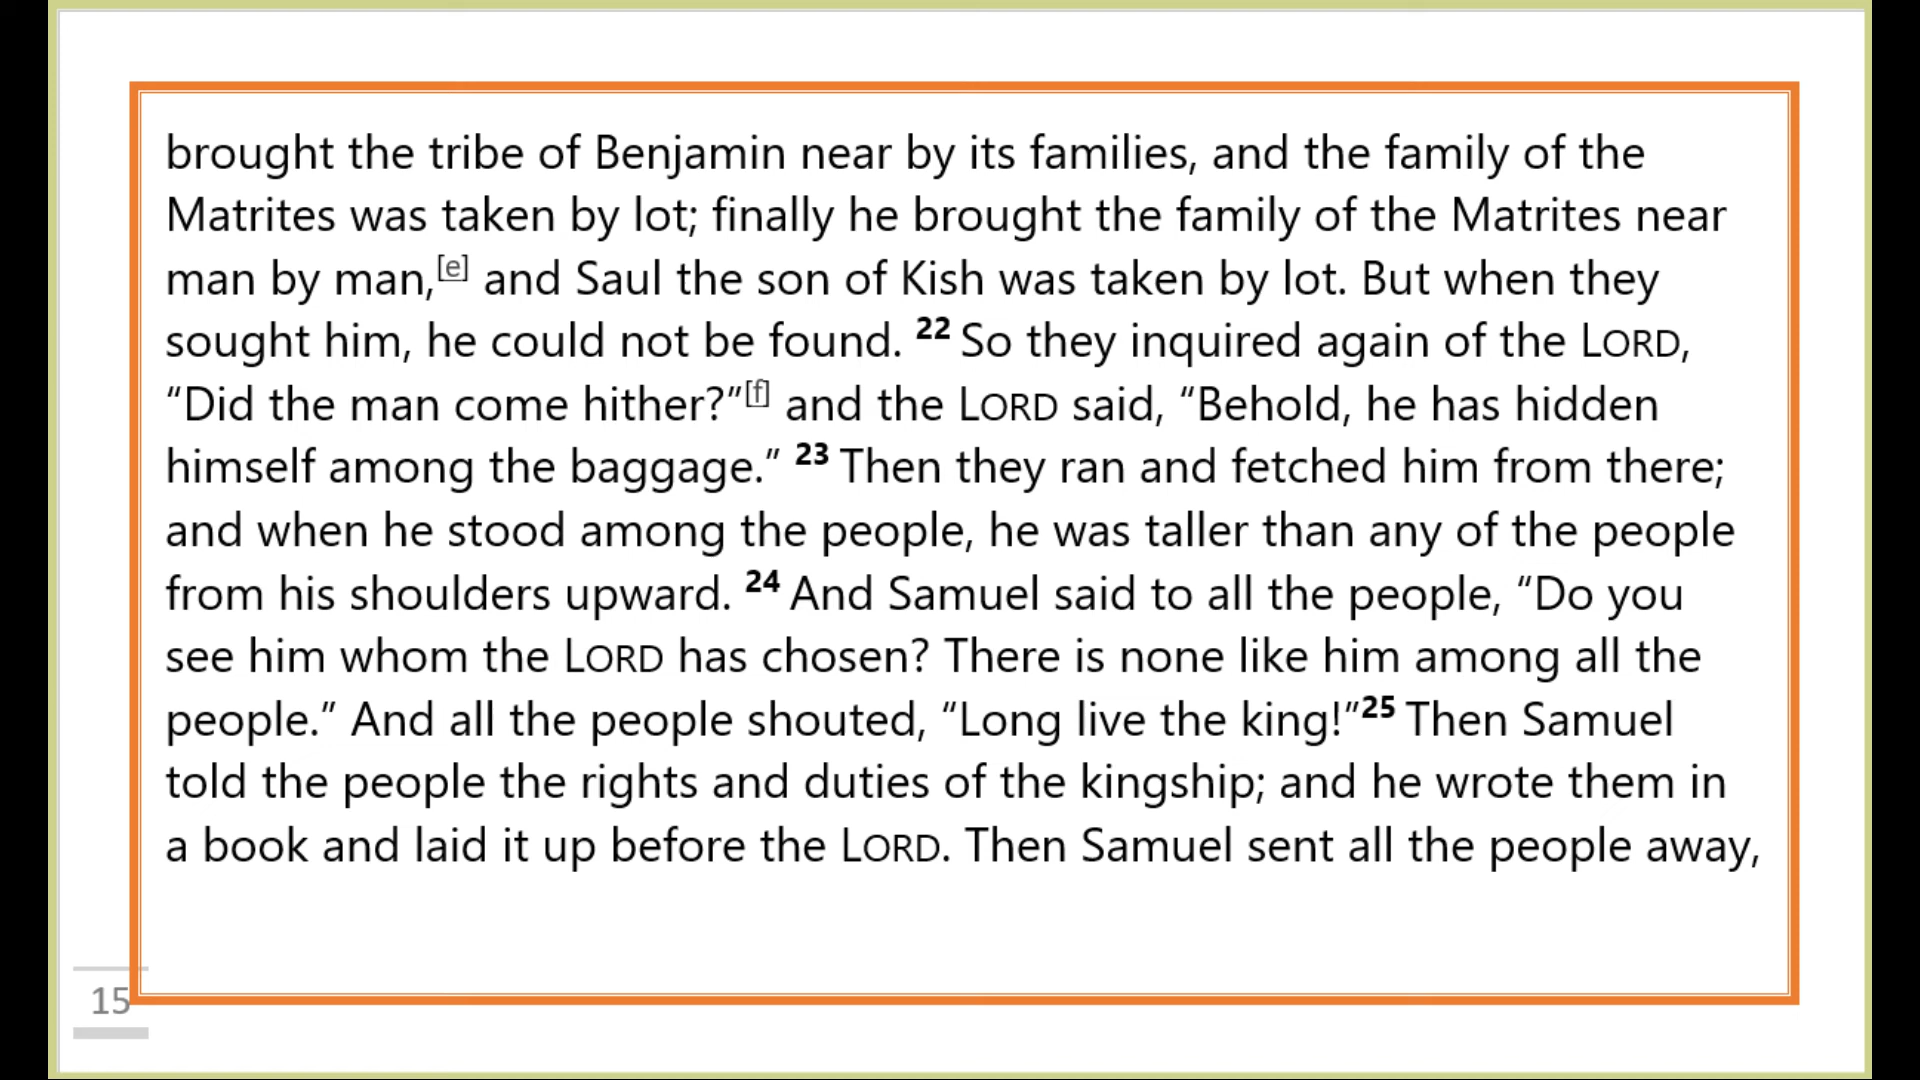 brought the tribe of Benjamin near by its families, and the family of the
Matrites was taken by lot; finally he brought the family of the Matrites near
man by man,[e] and Saul the son of Kish was taken by lot. But when they
sought him, he could not be found. 22 So they inquired again of the LORD,
“Did the man come hither?”[f] and the LORD said, “Behold, he has hidden
himself among the baggage.” 23 Then they ran and fetched him from there;
and when he stood among the people, he was taller than any of the people
from his shoulders upward. 24 And Samuel said to all the people, “Do you
see him whom the LORD has chosen? There is none like him among all the
people.” And all the people shouted, “Long live the king!”25 Then Samuel
told the people the rights and duties of the kingship; and he wrote them in
a book and laid it up before the LORD. Then Samuel sent all the people away,
15